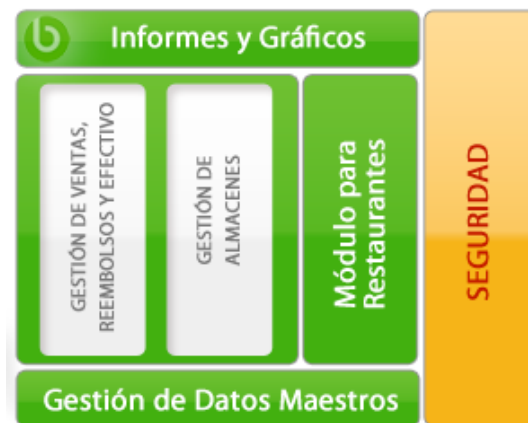 b
Informes y Gráficos
GESTIÓN DE VENTAS,
REEMBOLSOS Y EFECTIVO
GESTIÓN DE
ALMACENES
Módulo para
Restaurantes
SEGURIDAD
Gestión de Datos Maestros